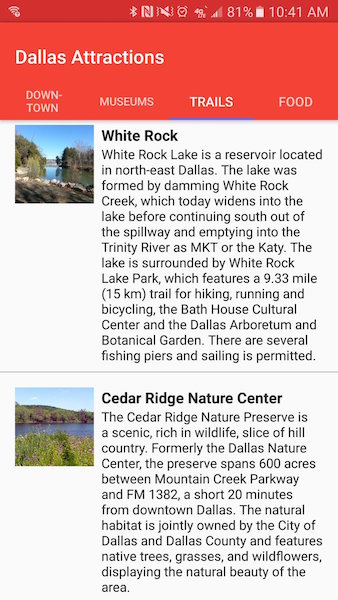 81% 10:41 AM
Dallas Attractions
DOWN-
TOWN
MUSEUMS
TRAILS
FOOD
White Rock
White Rock Lake is a reservoir located
in north-east Dallas. The lake was
formed by damming White Rock
Creek, which today widens into the
lake before continuing south out of
the spillway and emptying into the
Trinity River as MKT or the Katy. The
lake is surrounded by White Rock
Lake Park, which features a 9.33 mile
(15 km) trail for hiking, running and
bicycling, the Bath House Cultural
Center and the Dallas Arboretum and
Botanical Garden. There are several
fishing piers and sailing is permitted.
Cedar Ridge Nature Center
The Cedar Ridge Nature Preserve is
a scenic, rich in wildlife, slice of hill
country. Formerly the Dallas Nature
Center, the preserve spans 600 acres
between Mountain Creek Parkway
and FM 1382, a short 20 minutes
from downtown Dallas. The natural
habitat is jointly owned by the City of
Dallas and Dallas County and features
native trees, grasses, and wildflowers,
displaying the natural beauty of the
area.